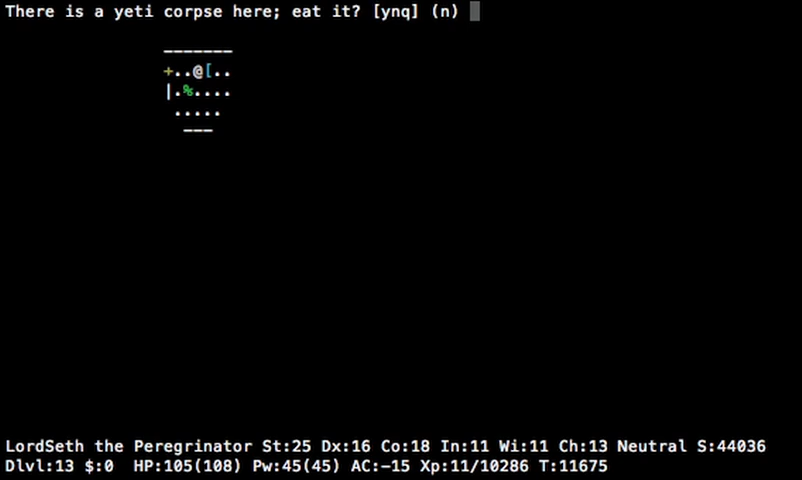 There is a yeti corpse here; eat it? [ynq] (n)
-------
+..@[..
|.%....
.....
---
LordSeth the Peregrinator St:25 Dx:16 Co:18 In:11 Wi:11 Ch:13 Neutral S:44036
Dlvl:13 $:0 HP:105(108) Pw:45(45) AC:-15 Xp:11/10286 T:11675